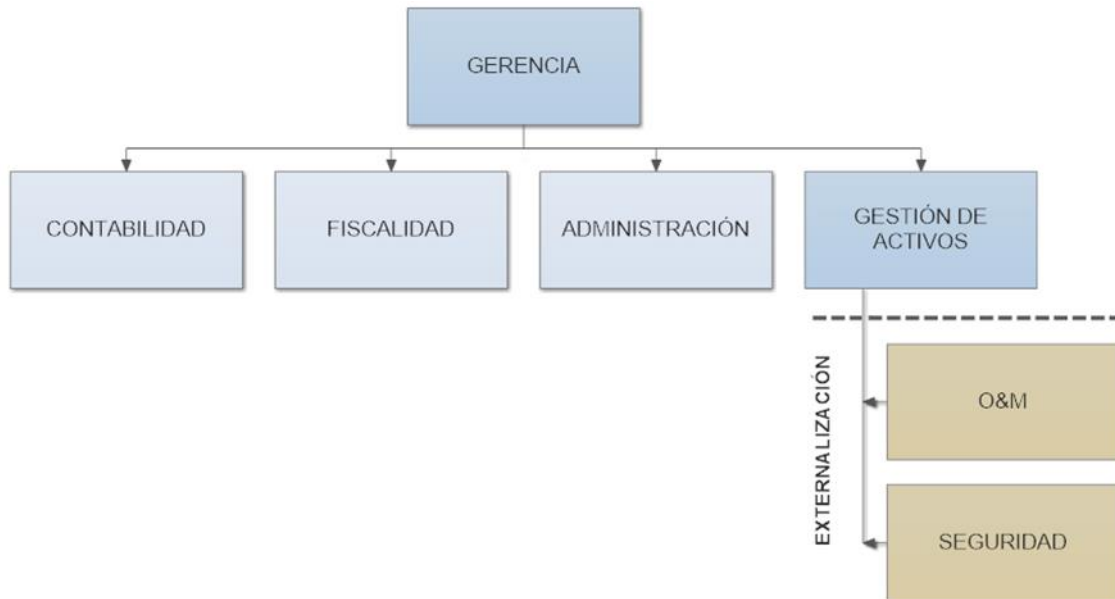 GERENCIA
CONTABILIDAD
FISCALIDAD
ADMINISTRACIÓN
GESTIÓN DE
ACTIVOS
EXTERNALIZACIÓN
O&M
SEGURIDAD